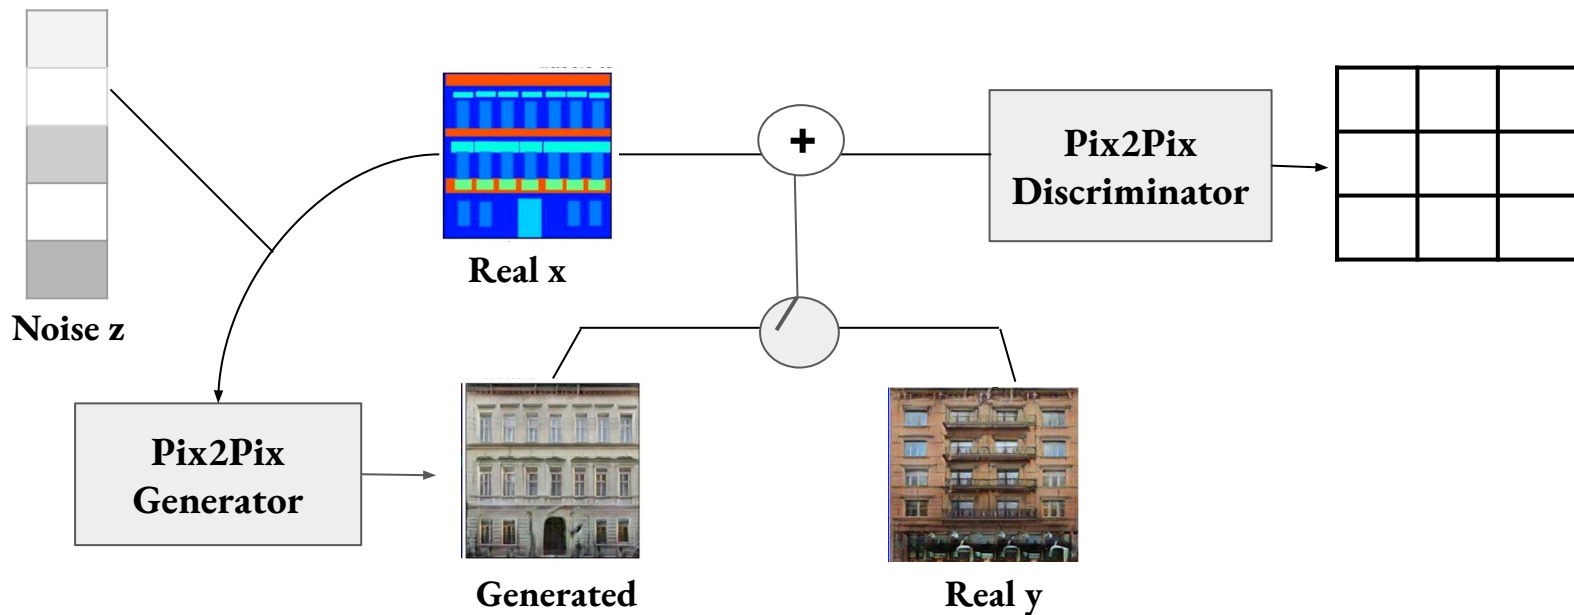 Noise z
Real x
+
Pix2Pix
Discriminator
Pix2Pix
Generator
Generated
Real y